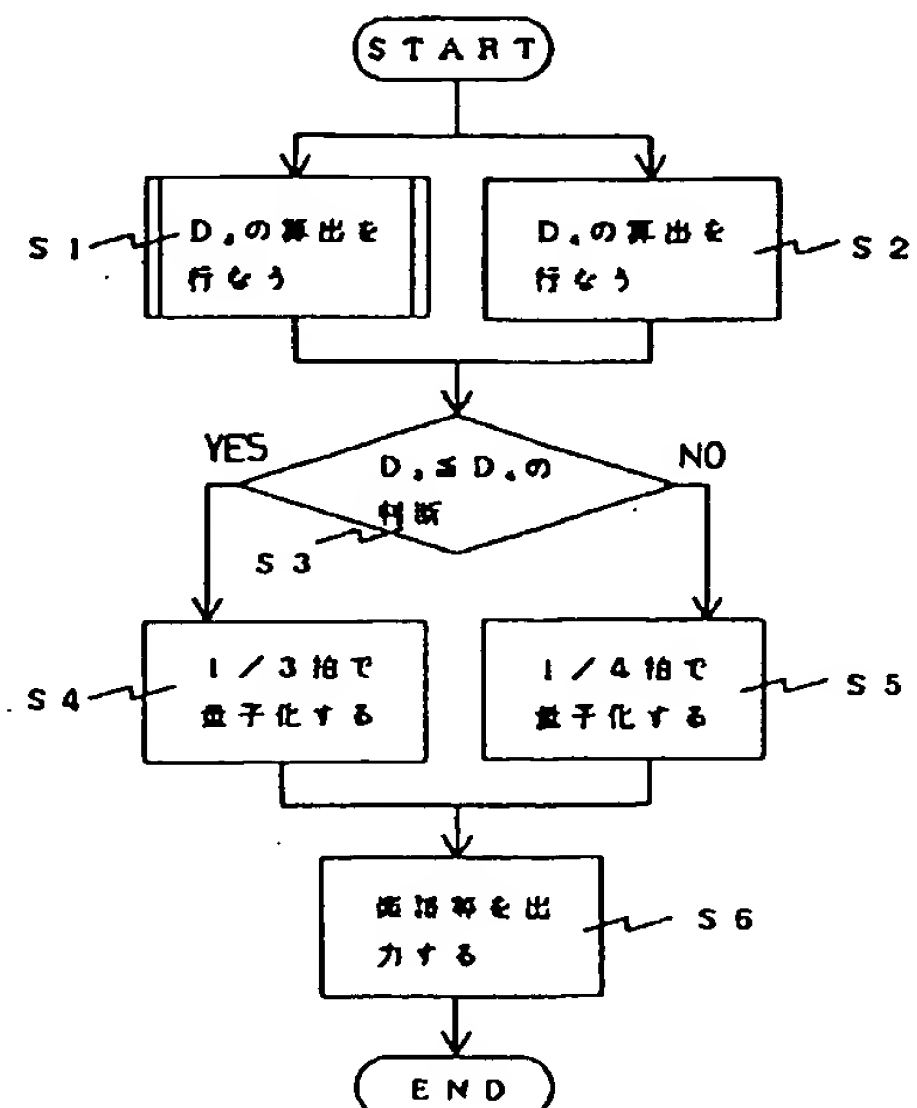 START
D₃の算出を
行なう
S1
D₄の算出を
行なう
S2
YES
NO
D₃≦D₄の
判断
S3
1/3拍で
量子化する
S4
1/4拍で
量子化する
S5
を出
力する
S6
END